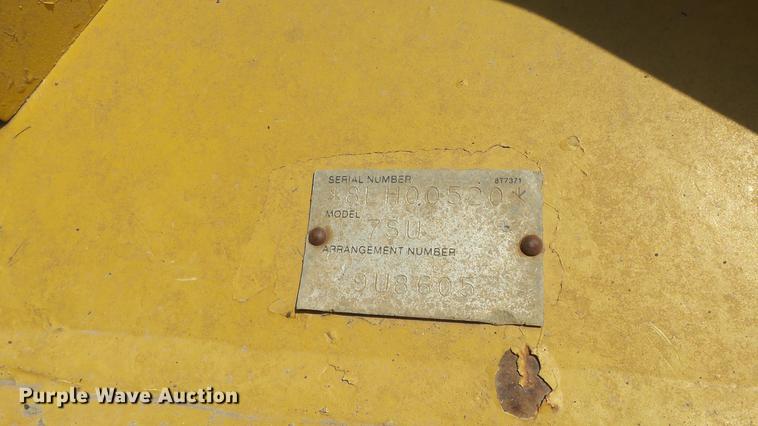 SERIAL NUMBER 8T7371
MODEL
7SU
ARRANGEMENT NUMBER
9U8605
Purple Wave Auction